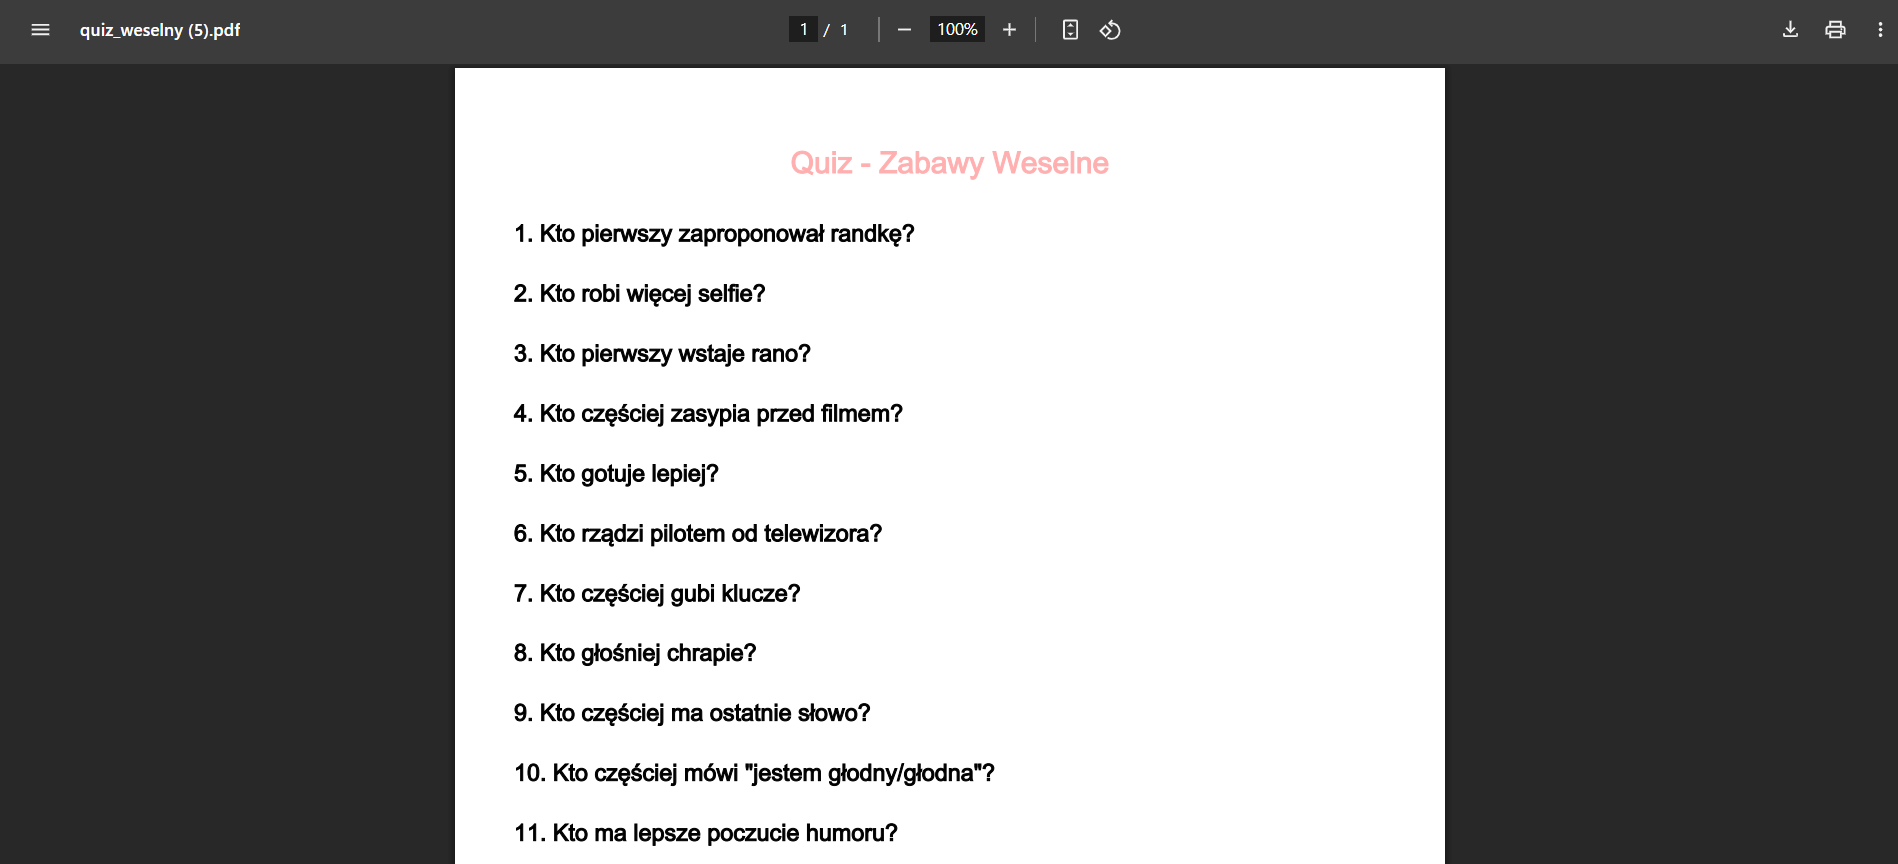 quiz_weselny (5).pdf
1 / 1
100%
Quiz - Zabawy Weselne
1. Kto pierwszy zaproponował randkę?
2. Kto robi więcej selfie?
3. Kto pierwszy wstaje rano?
4. Kto częściej zasypia przed filmem?
5. Kto gotuje lepiej?
6. Kto rządzi pilotem od telewizora?
7. Kto częściej gubi klucze?
8. Kto głośniej chrapie?
9. Kto częściej ma ostatnie słowo?
10. Kto częściej mówi "jestem głodny/głodna"?
11. Kto ma lepsze poczucie humoru?